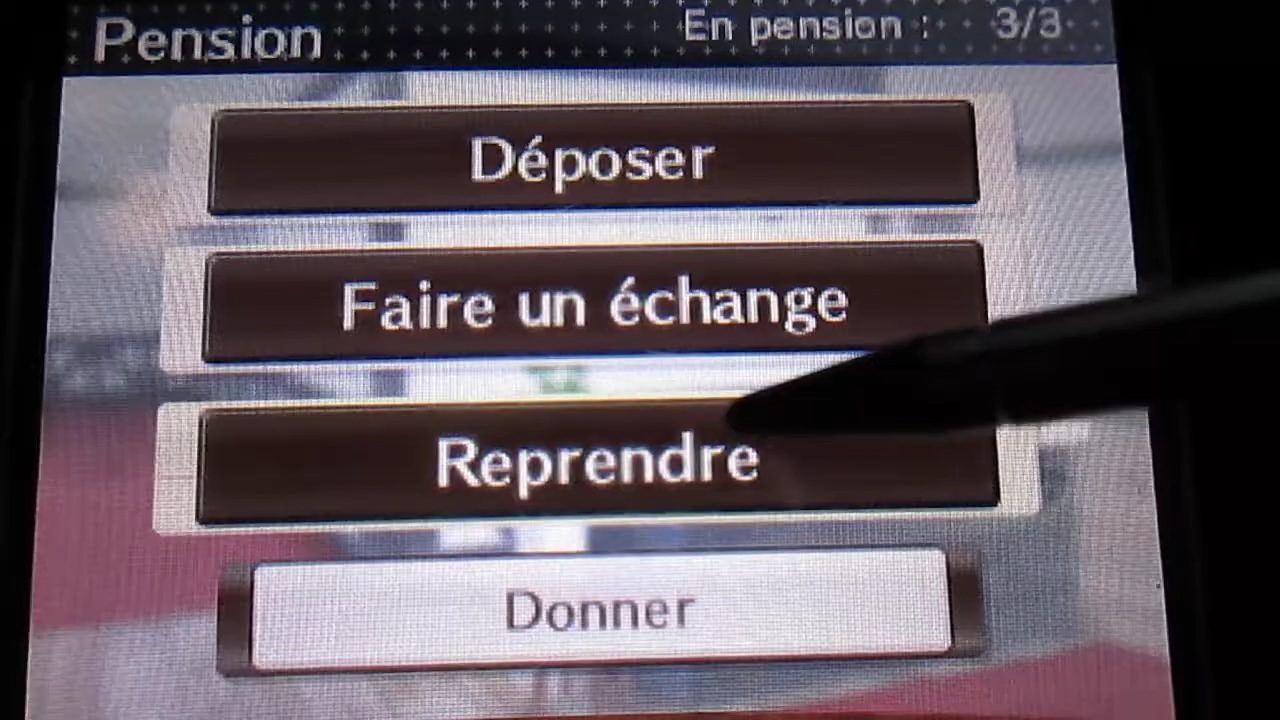 Pension
En pension : 3/3
Déposer
Faire un échange
Reprendre
Donner